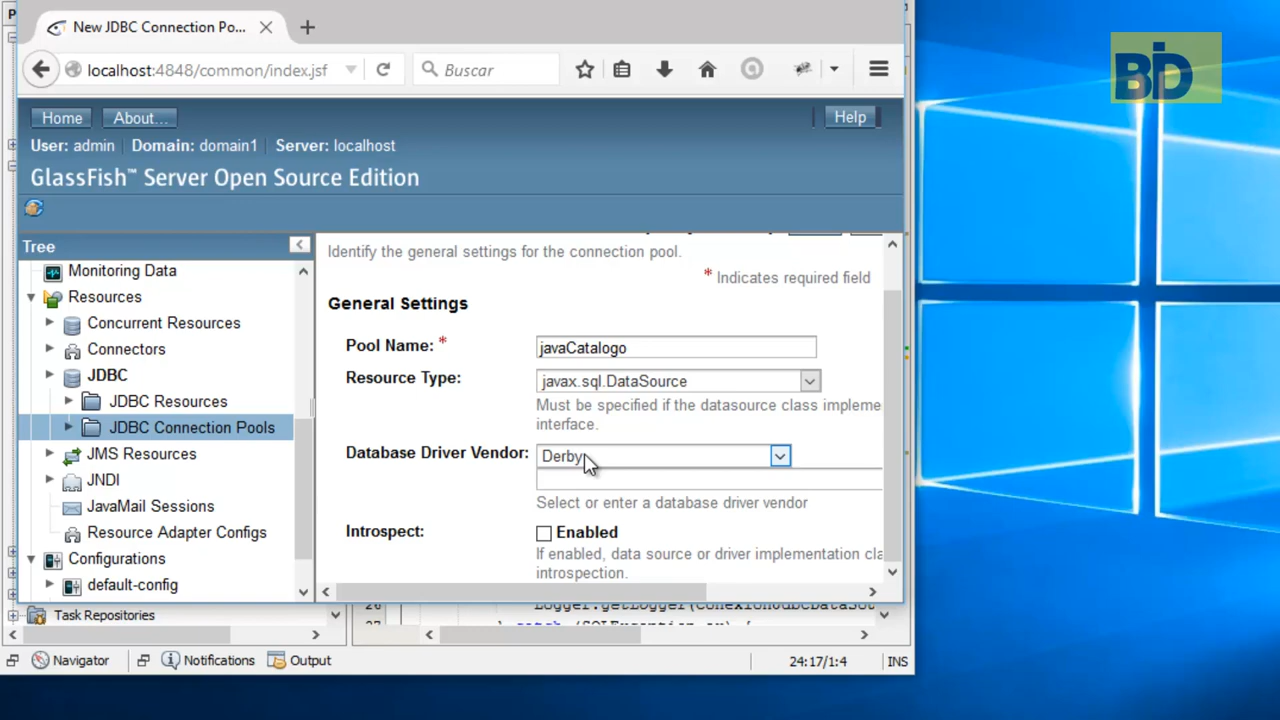 New JDBC Connection Po...
BID
localhost:4848/common/index.jsf
Buscar
Home
About...
Help
User: admin
Domain: domain1
Server: localhost
GlassFish™ Server Open Source Edition
Tree
Monitoring Data
Resources
Concurrent Resources
Connectors
JDBC
JDBC Resources
JDBC Connection Pools
JMS Resources
JNDI
JavaMail Sessions
Resource Adapter Configs
Configurations
default-config
Identify the general settings for the connection pool.
* Indicates required field
General Settings
Pool Name: *
javaCatalogo
Resource Type:
javax.sql.DataSource
Must be specified if the datasource class impleme
interface.
Database Driver Vendor:
Derby
Select or enter a database driver vendor
Introspect:
Enabled
If enabled, data source or driver implementation cla
introspection.
Task Repositories
Navigator
Notifications
Output
24:17/1:4
INS